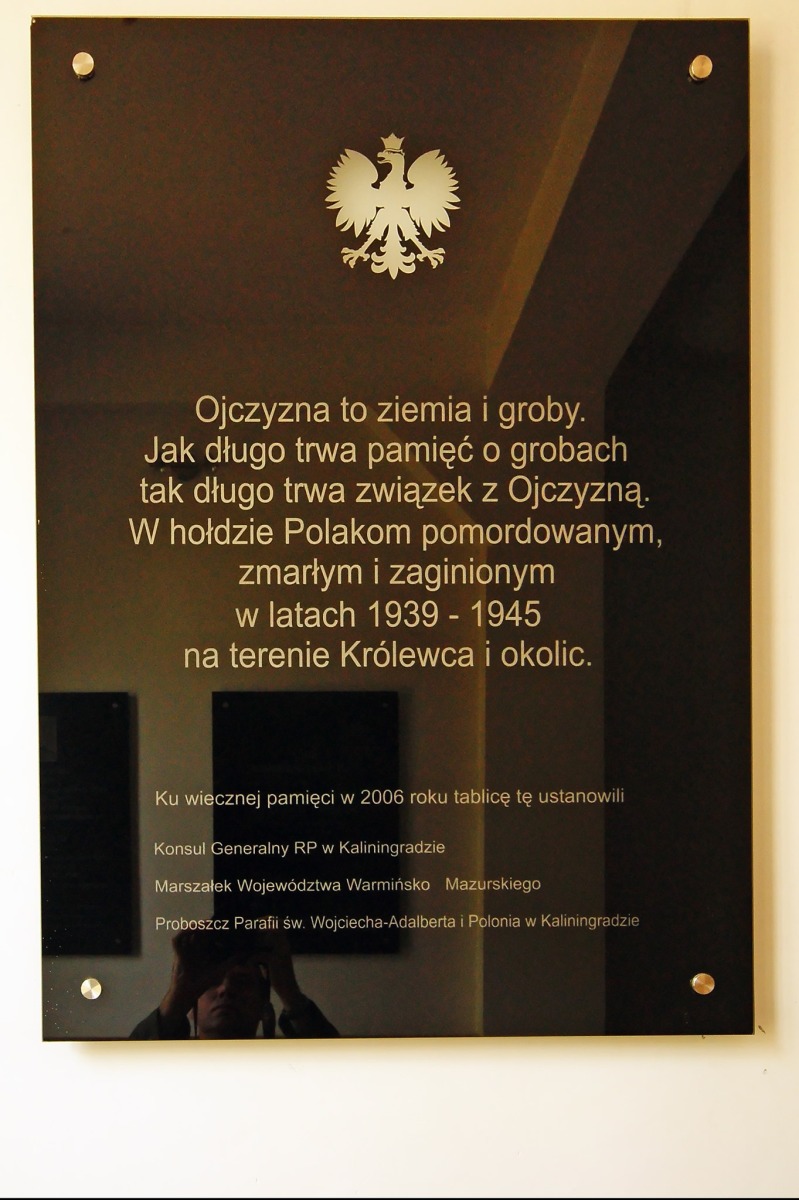 Ojczyzna to ziemia i groby.
Jak długo trwa pamięć o grobach
tak długo trwa związek z Ojczyzną.
W hołdzie Polakom pomordowanym,
zmarłym i zaginionym
w latach 1939 - 1945
na terenie Królewca i okolic.
Ku wiecznej pamięci w 2006 roku tablicę tę ustanowili
Konsul Generalny RP w Kaliningradzie
Marszałek Województwa Warmińsko Mazurskiego
Proboszcz Parafii św. Wojciecha-Adalberta i Polonia w Kaliningradzie